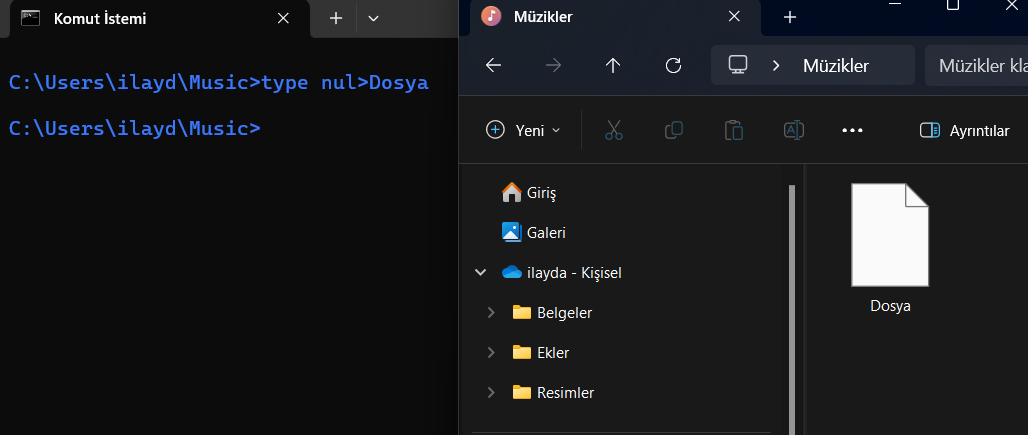 Komut İstemi
C:\Users\ilayd\Music>type nul>Dosya
C:\Users\ilayd\Music>
Müzikler
Müzikler
Müzikler kla
Yeni
Ayrıntılar
Giriş
Galeri
ilayda - Kişisel
Belgeler
Ekler
Resimler
Dosya